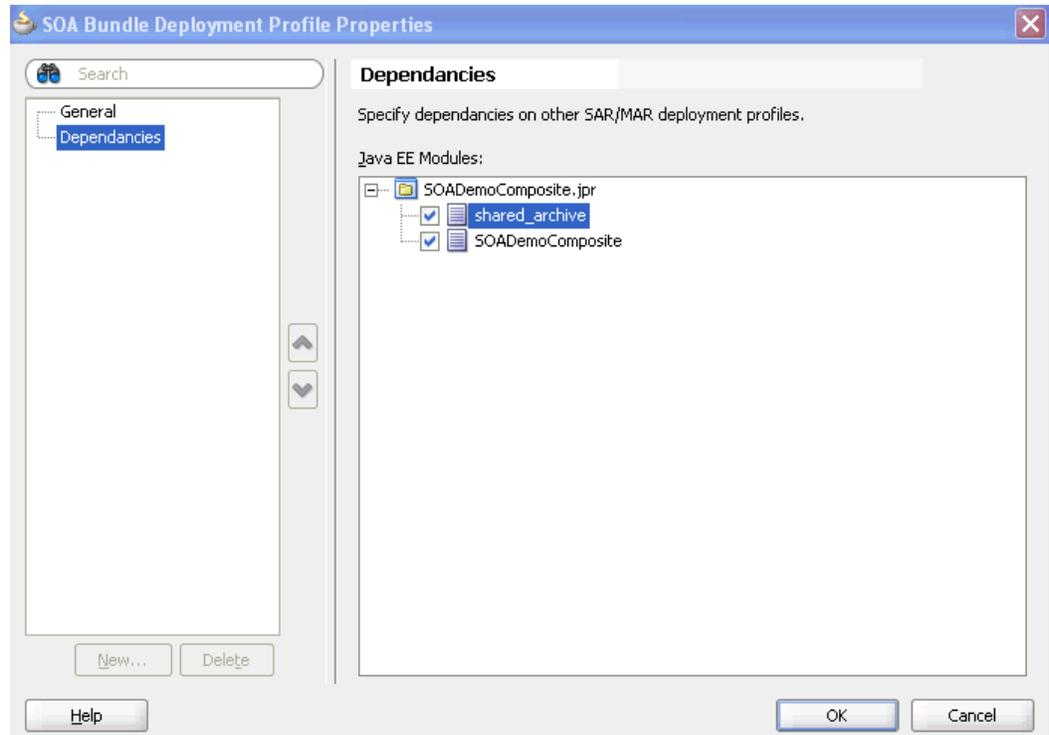 SOA Bundle Deployment Profile Properties
Search
General
Dependancies
Dependancies
Specify dependancies on other SAR/MAR deployment profiles.
Java EE Modules:
SOADemoComposite.jpr
shared_archive
SOADemoComposite
New...
Delete
Help
OK
Cancel